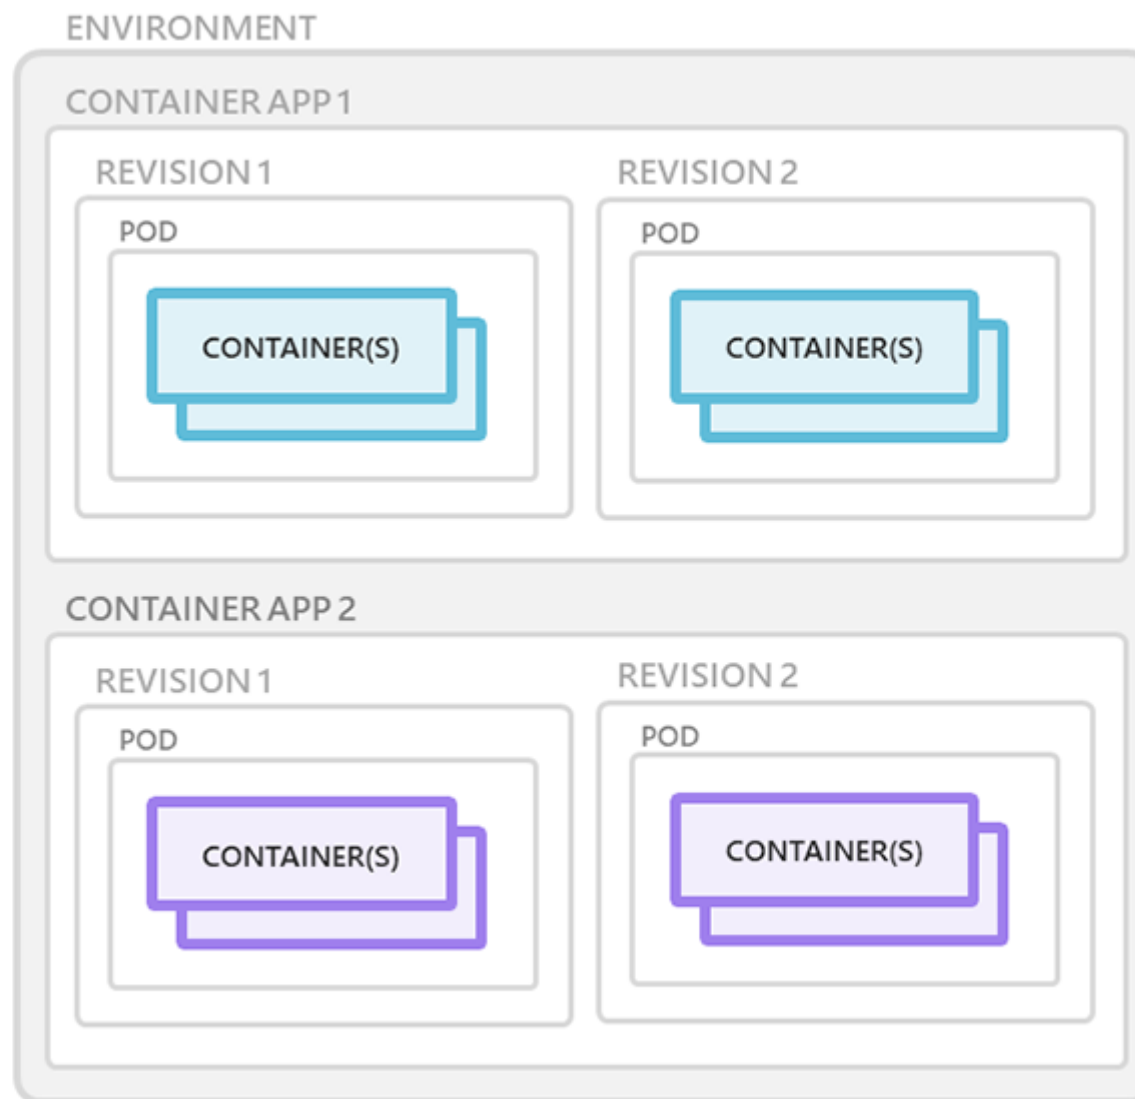 ENVIRONMENT
CONTAINER APP 1
REVISION 1
REVISION 2
POD
POD
CONTAINER(S)
CONTAINER(S)
CONTAINER APP 2
REVISION 1
REVISION 2
POD
POD
CONTAINER(S)
CONTAINER(S)